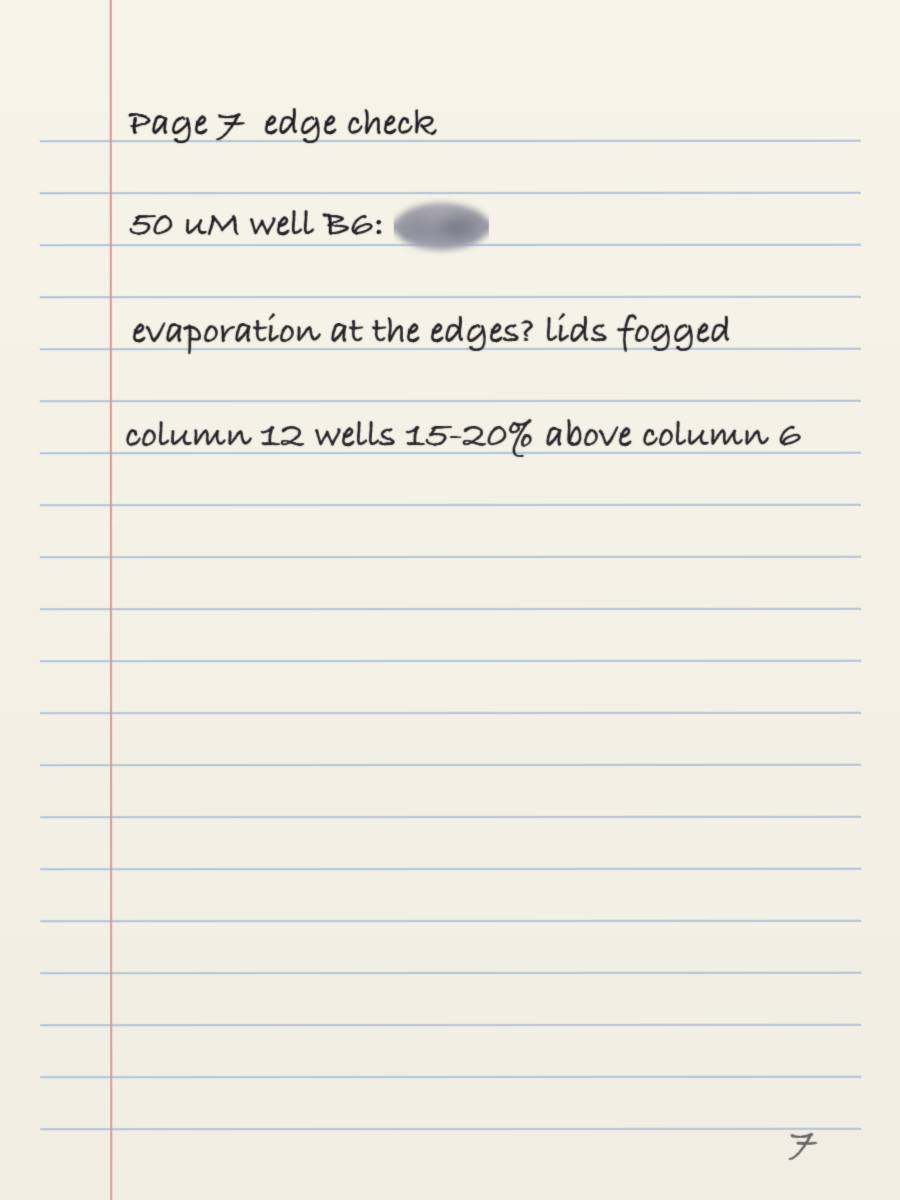 Page 7 edge check
50 uM well B6:
evaporation at the edges? lids fogged
column 12 wells 15-20% above column 6
7